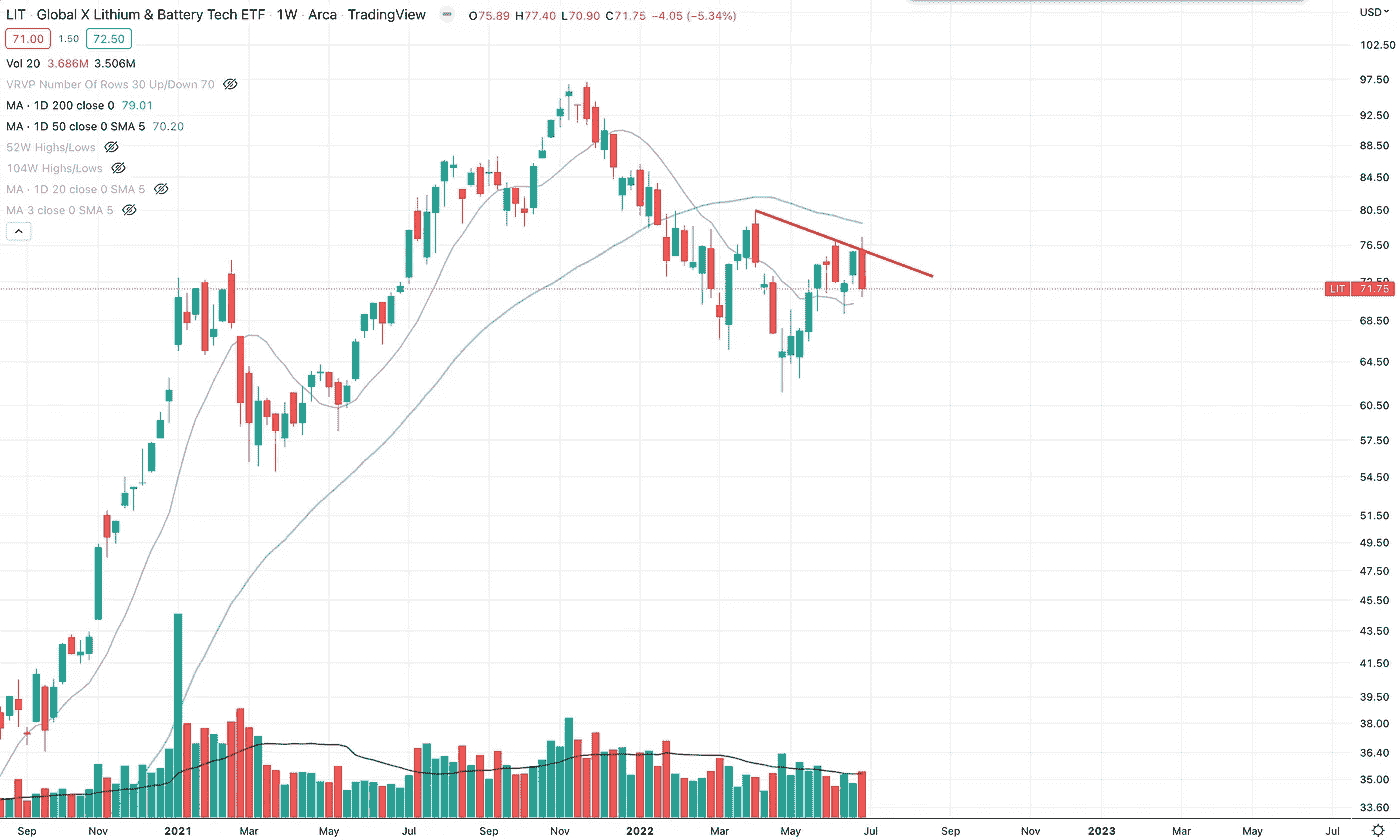 LIT · Global X Lithium & Battery Tech ETF · 1W · Arca · TradingView O75.89 H77.40 L70.90 C71.75 −4.05 (−5.34%)
USD
71.00 1.50 72.50
Vol 20 3.686M 3.506M
VRVP Number Of Rows 30 Up/Down 70
MA · 1D 200 close 0 79.01
MA · 1D 50 close 0 SMA 5 70.20
52W Highs/Lows
104W Highs/Lows
MA · 1D 20 close 0 SMA 5
MA 3 close 0 SMA 5
102.50
97.50
92.50
88.50
84.50
80.50
76.50
LIT 71.75
68.50
64.50
60.50
57.50
54.50
51.50
49.50
47.50
45.50
43.50
41.50
39.50
38.00
36.40
35.00
33.60
Sep Nov 2021 Mar May Jul Sep Nov 2022 Mar May Jul Sep Nov 2023 Mar May Jul